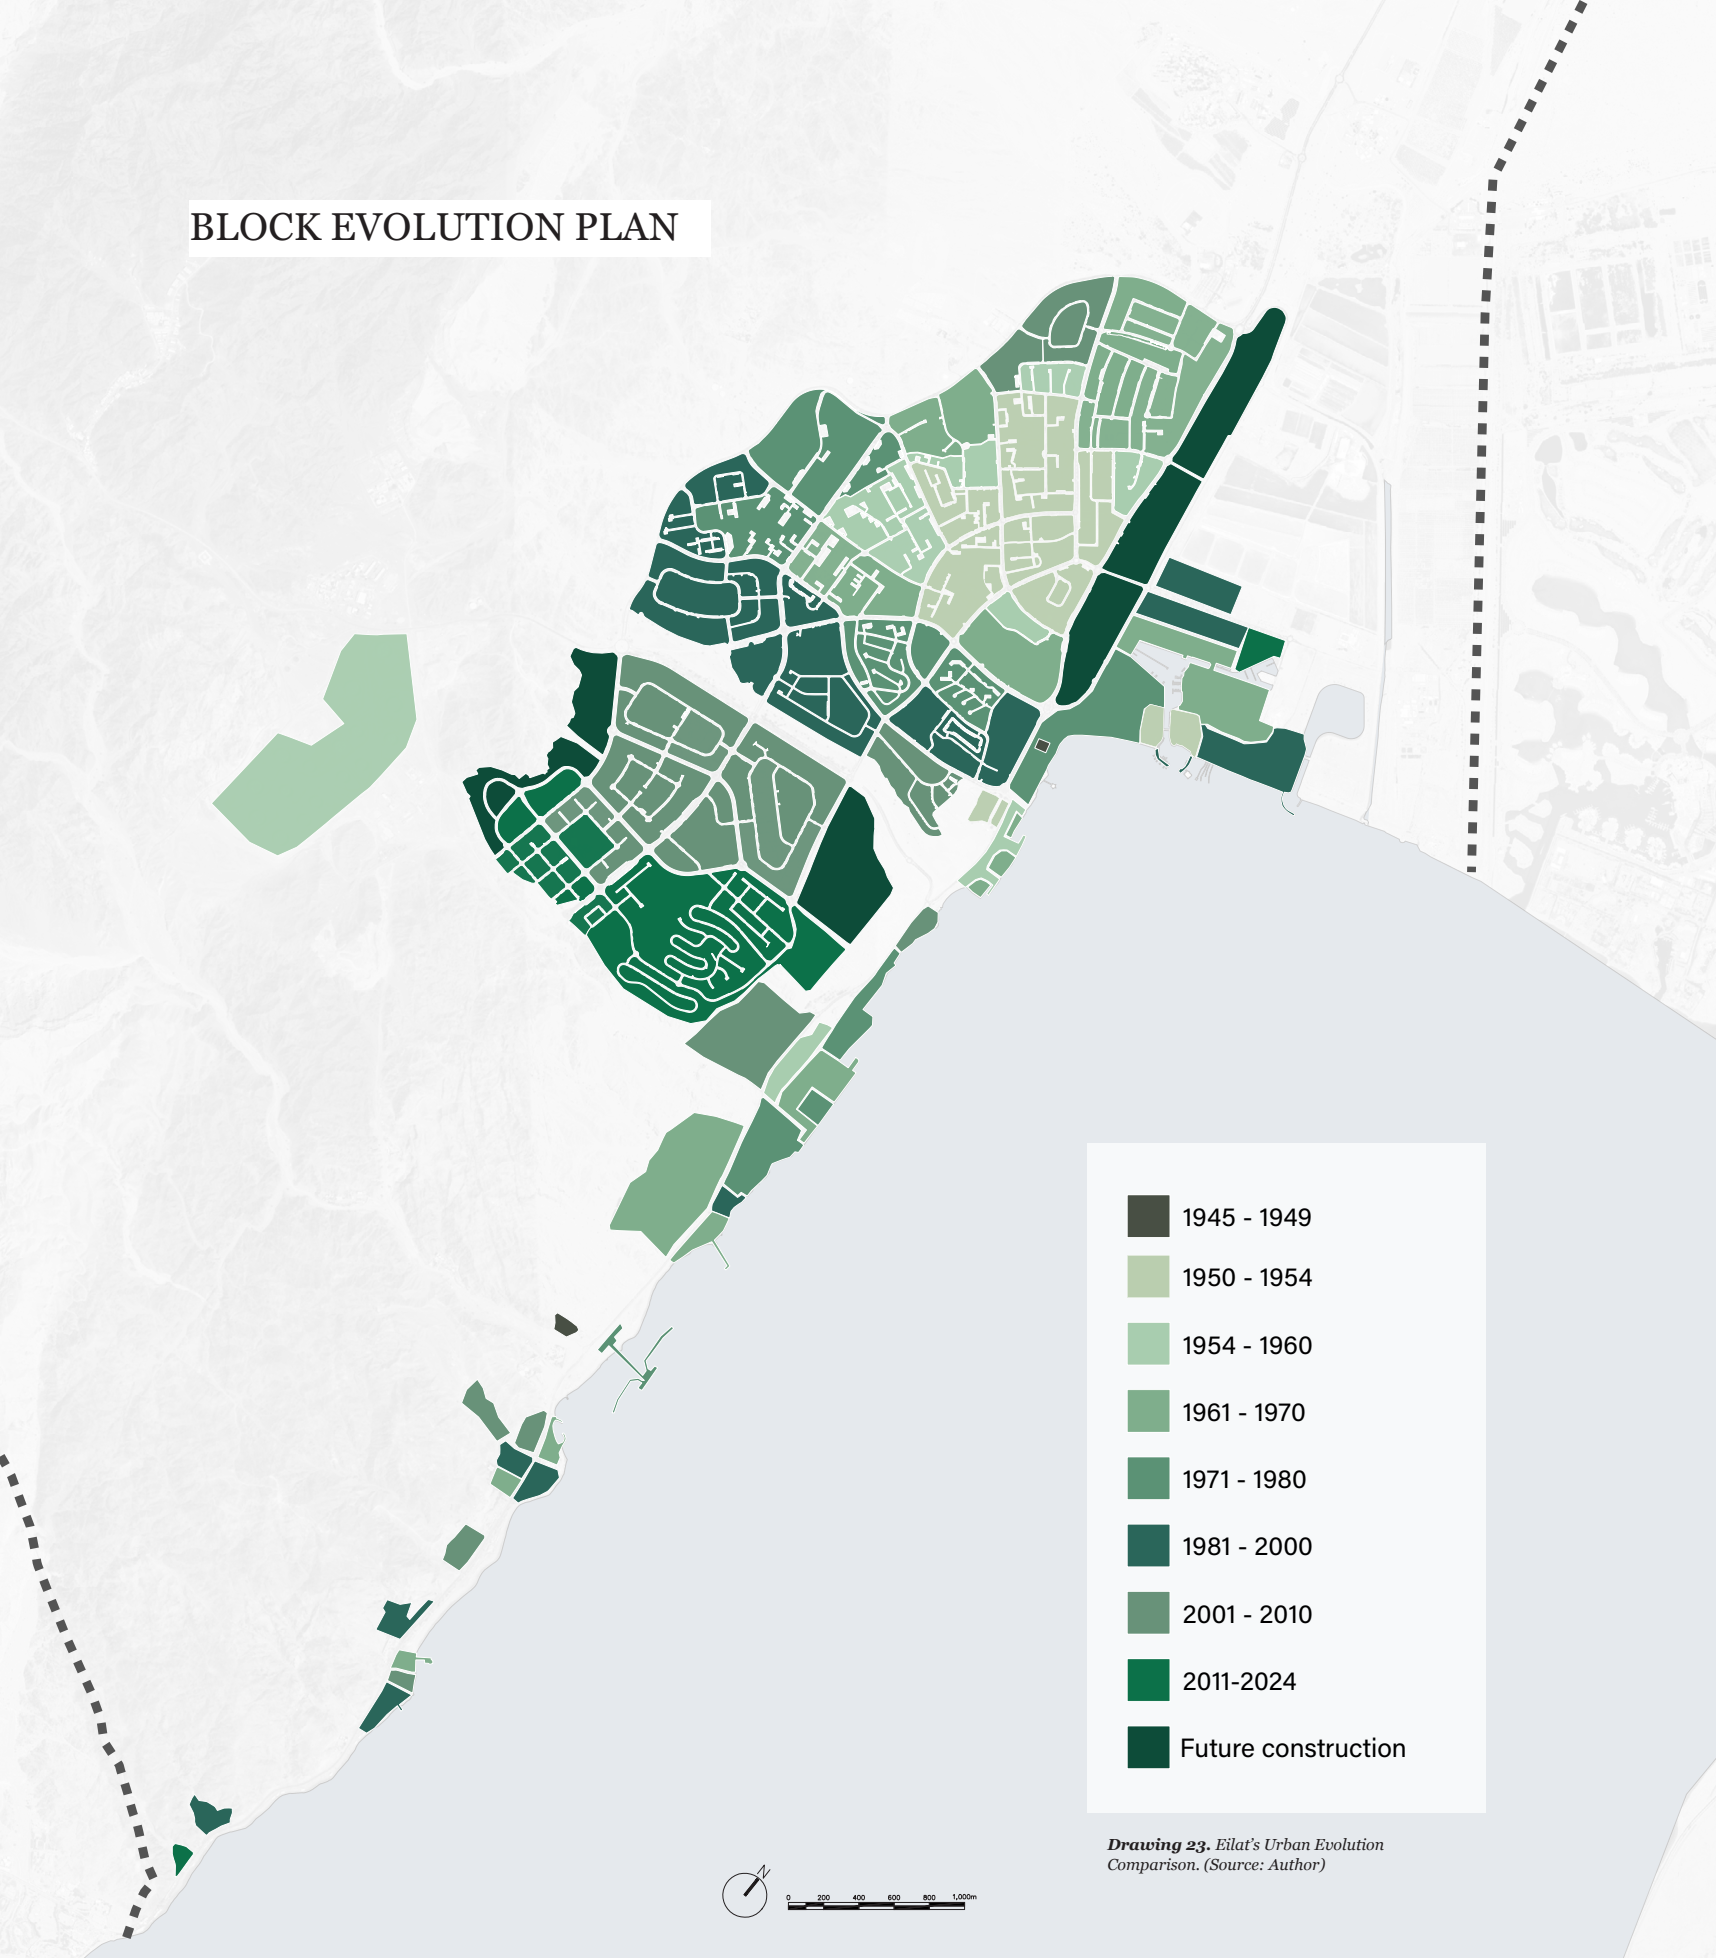 BLOCK EVOLUTION PLAN
1945 - 1949
1950 - 1954
1954 - 1960
1961 - 1970
1971 - 1980
1981 - 2000
2001 - 2010
2011-2024
Future construction
Drawing 23. Eilat's Urban Evolution
Comparison. (Source: Author)
N
0 200 400 600 800 1,000m